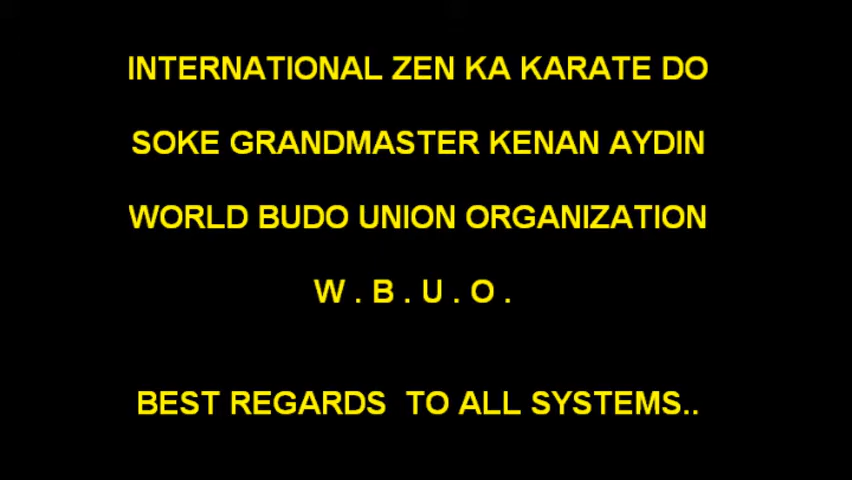 INTERNATIONAL ZEN KA KARATE DO
SOKE GRANDMASTER KENAN AYDIN
WORLD BUDO UNION ORGANIZATION
W . B . U . O .
BEST REGARDS  TO ALL SYSTEMS..